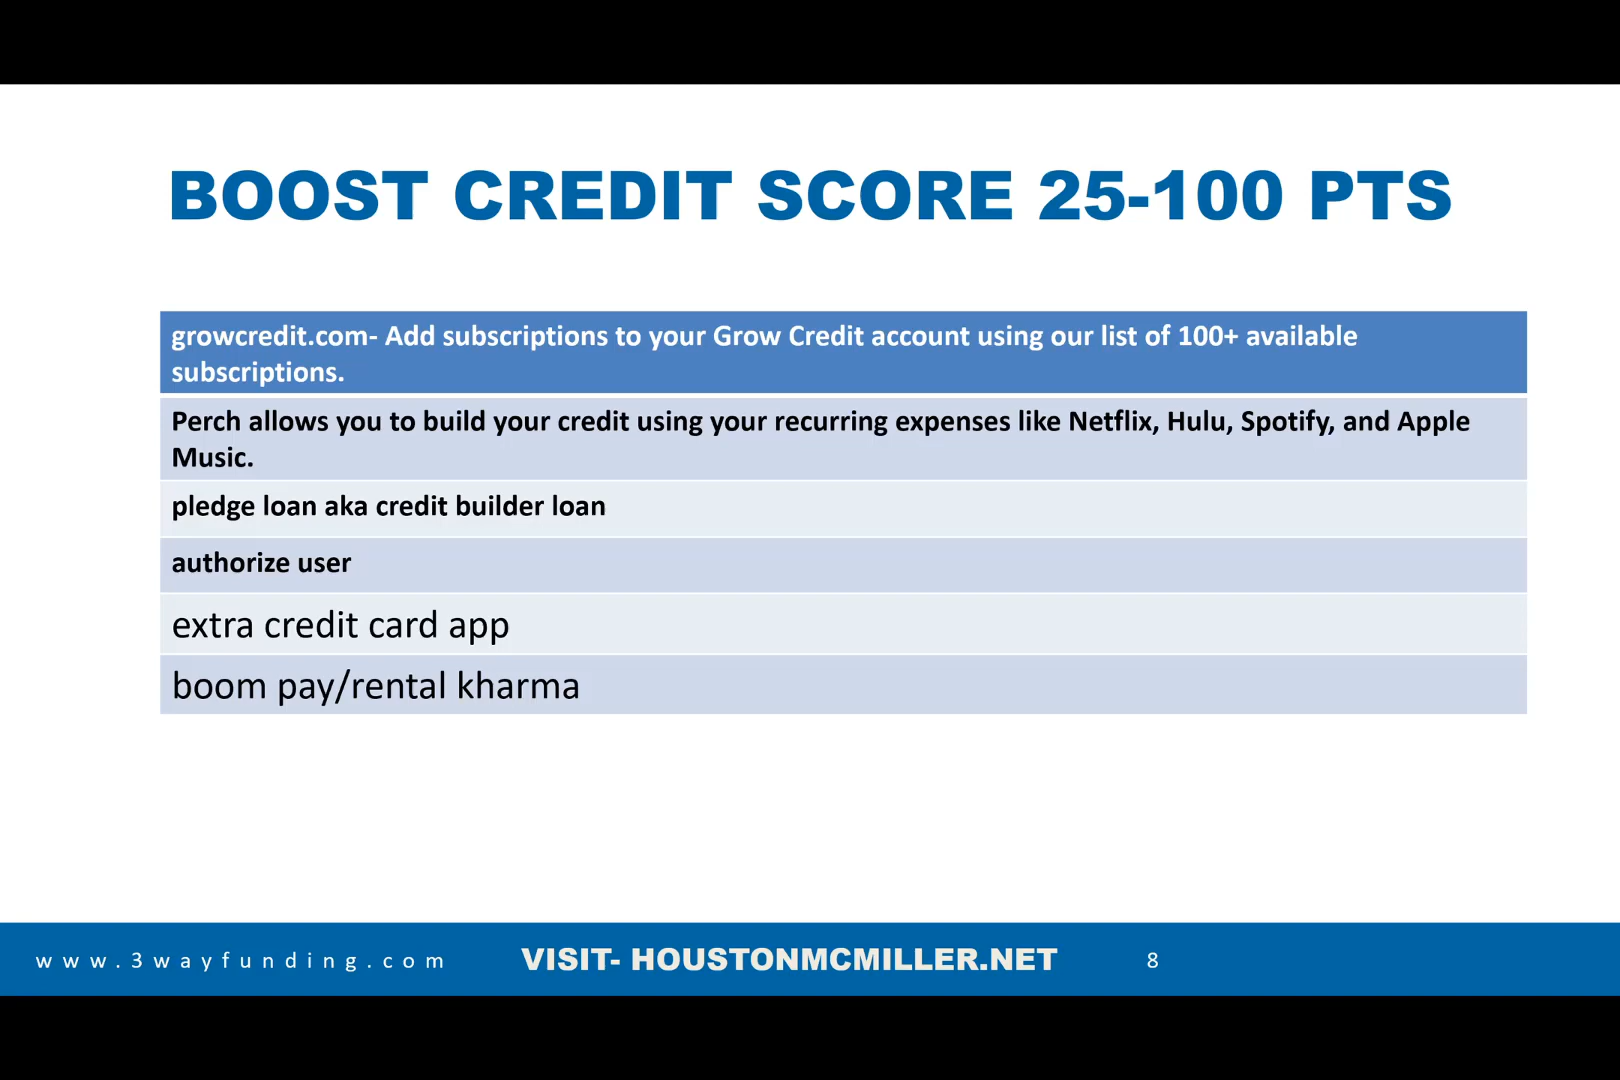 BOOST CREDIT SCORE 25-100 PTS
growcredit.com- Add subscriptions to your Grow Credit account using our list of 100+ available
subscriptions.
Perch allows you to build your credit using your recurring expenses like Netflix, Hulu, Spotify, and Apple
Music.
pledge loan aka credit builder loan
authorize user
extra credit card app
boom pay/rental kharma
www.3wayfunding.com VISIT- HOUSTONMCMILLER.NET 8